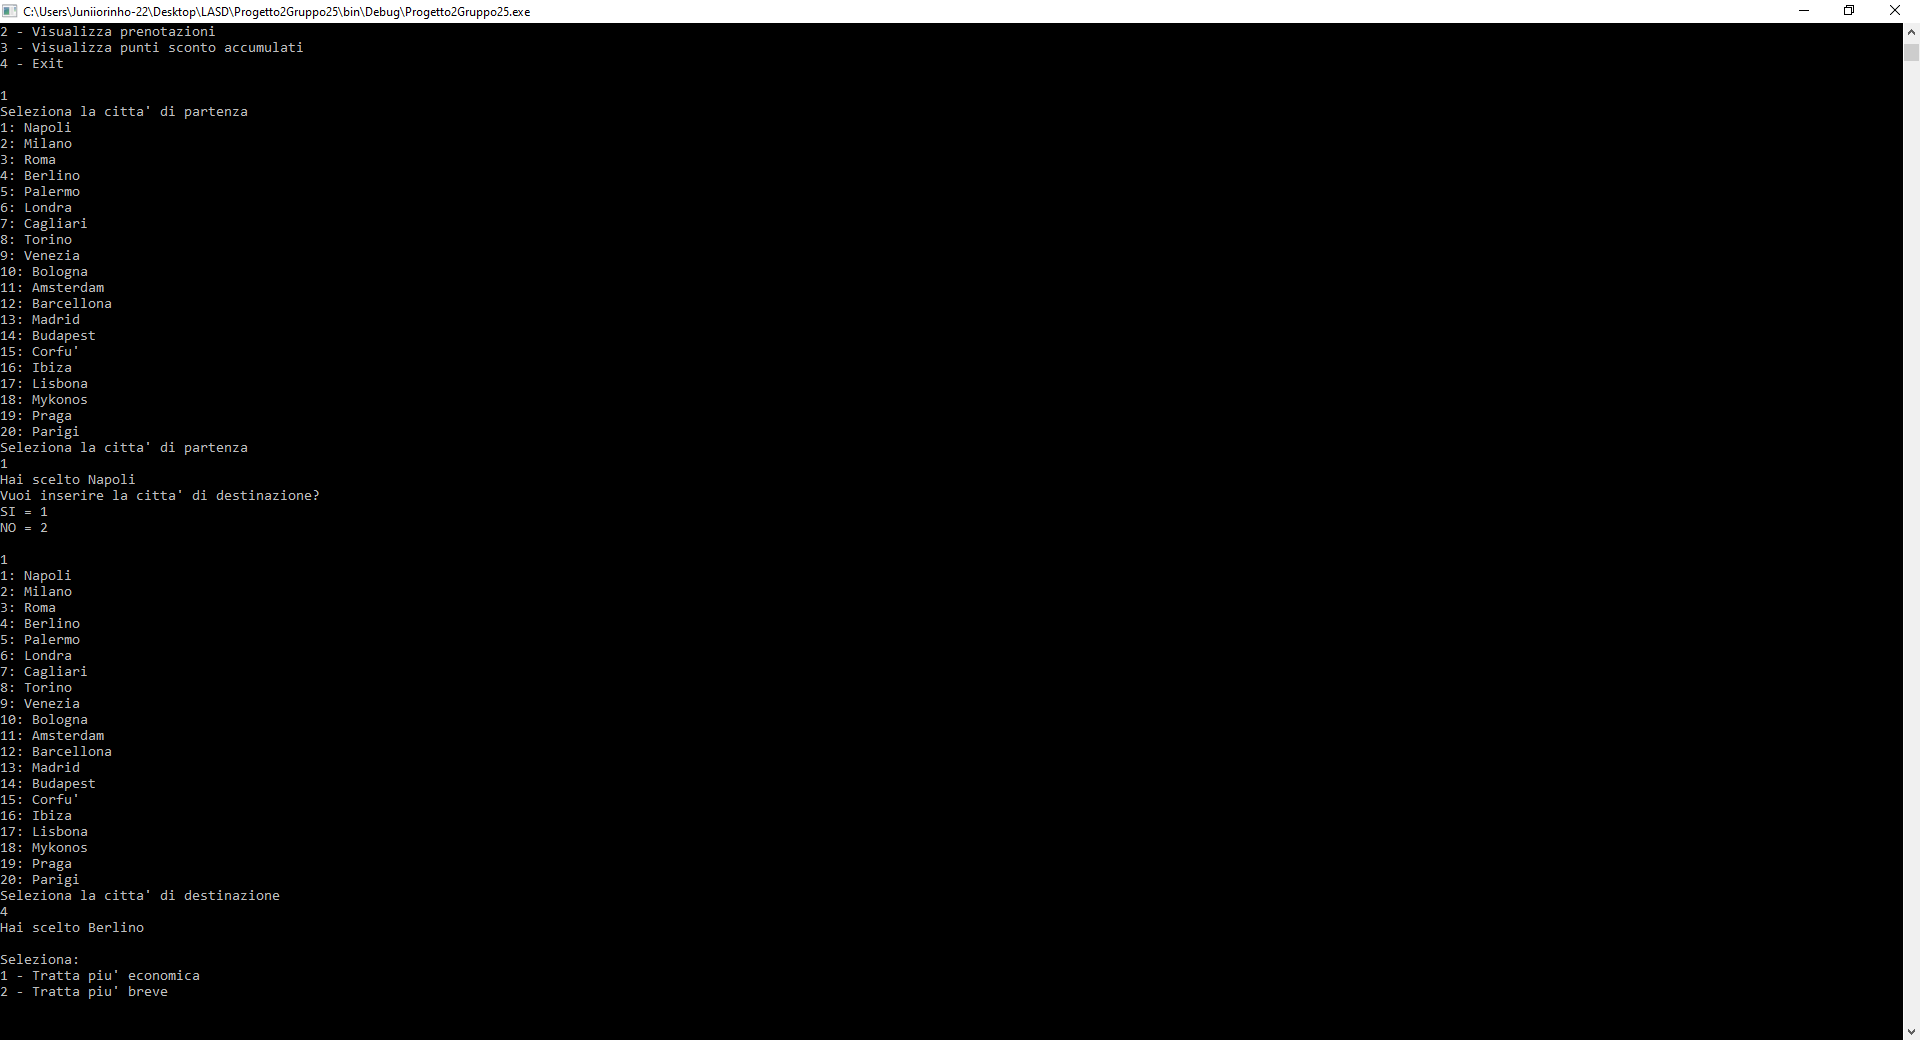 C:\Users\Juniiorinho-22\Desktop\LASD\Progetto2Gruppo25\bin\Debug\Progetto2Gruppo25.exe
2 - Visualizza prenotazioni
3 - Visualizza punti sconto accumulati
4 - Exit
1
Seleziona la citta' di partenza
1: Napoli
2: Milano
3: Roma
4: Berlino
5: Palermo
6: Londra
7: Cagliari
8: Torino
9: Venezia
10: Bologna
11: Amsterdam
12: Barcellona
13: Madrid
14: Budapest
15: Corfu'
16: Ibiza
17: Lisbona
18: Mykonos
19: Praga
20: Parigi
Seleziona la citta' di partenza
1
Hai scelto Napoli
Vuoi inserire la citta' di destinazione?
SI = 1
NO = 2
1
1: Napoli
2: Milano
3: Roma
4: Berlino
5: Palermo
6: Londra
7: Cagliari
8: Torino
9: Venezia
10: Bologna
11: Amsterdam
12: Barcellona
13: Madrid
14: Budapest
15: Corfu'
16: Ibiza
17: Lisbona
18: Mykonos
19: Praga
20: Parigi
Seleziona la citta' di destinazione
4
Hai scelto Berlino
Seleziona:
1 - Tratta piu' economica
2 - Tratta piu' breve